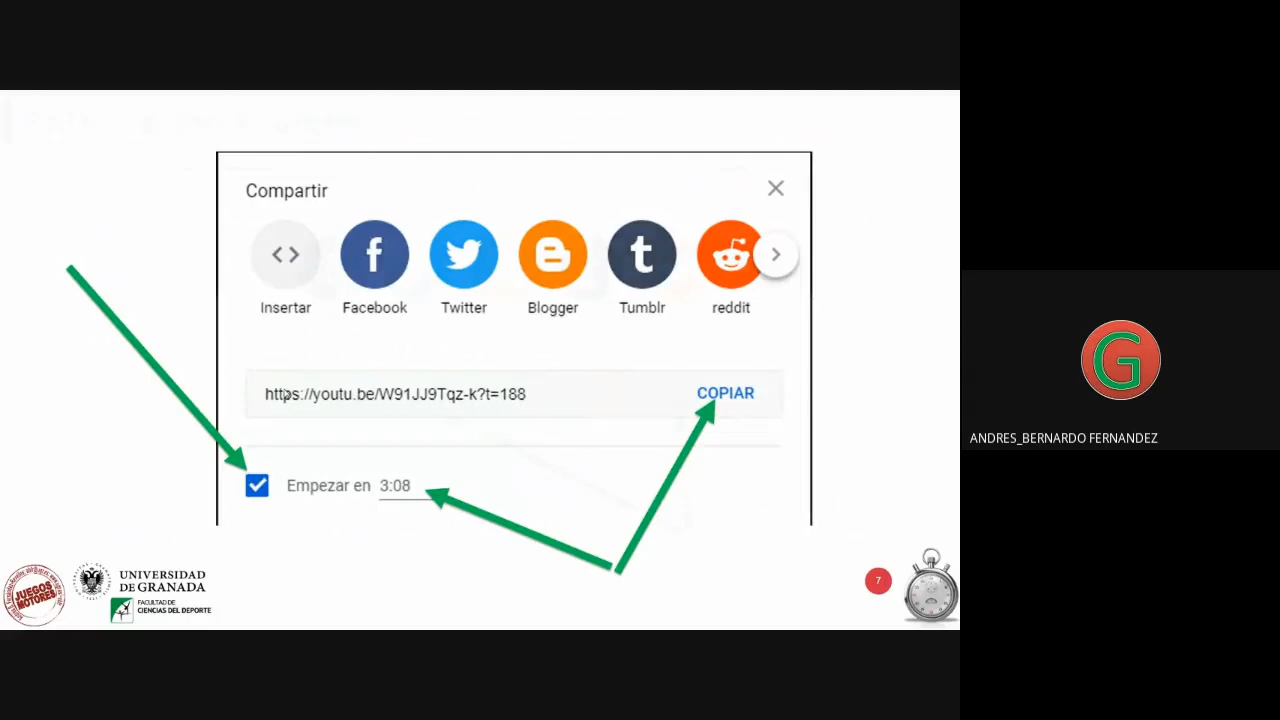 Compartir
Insertar
Facebook
Twitter
Blogger
Tumblr
reddit
https://youtu.be/W91JJ9Tqz-k?t=188
COPIAR
Empezar en 3:08
JUEGOS
MOTORES
UNIVERSIDAD
DE GRANADA
FACULTAD DE
CIENCIAS DEL DEPORTE
7
G
ANDRES_BERNARDO FERNANDEZ